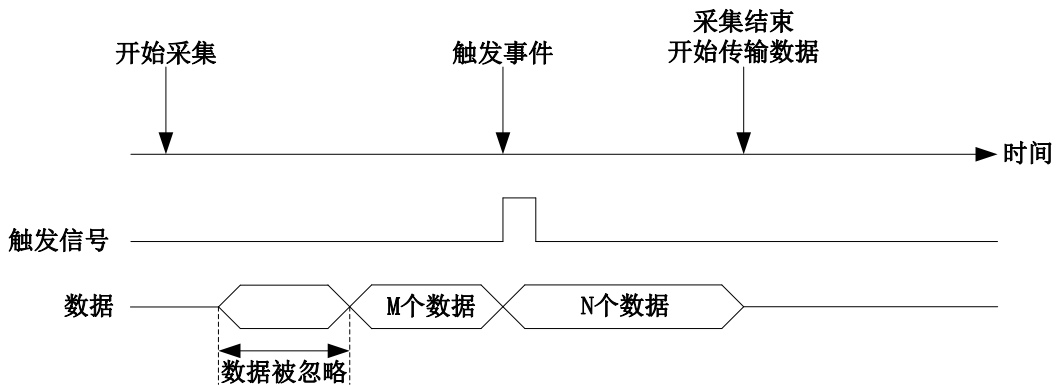 采集结束
开始采集
触发事件
开始传输数据
时间
触发信号
数据
M个数据
N个数据
数据被忽略